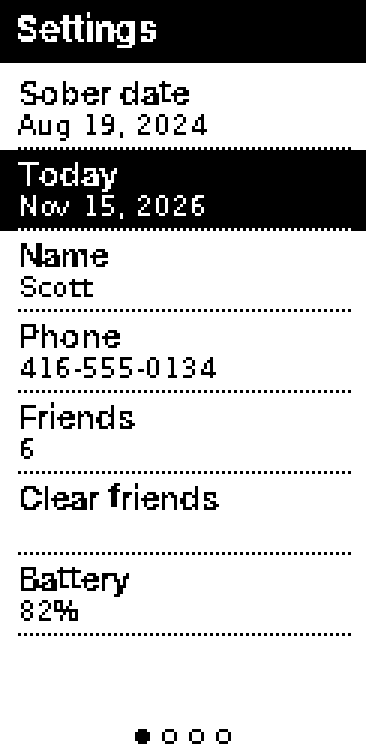 Settings
Sober date
Aug 19, 2024
Today
Nov 15, 2026
Name
Scott
Phone
416-555-0134
Friends
6
Clear friends
Battery
82%